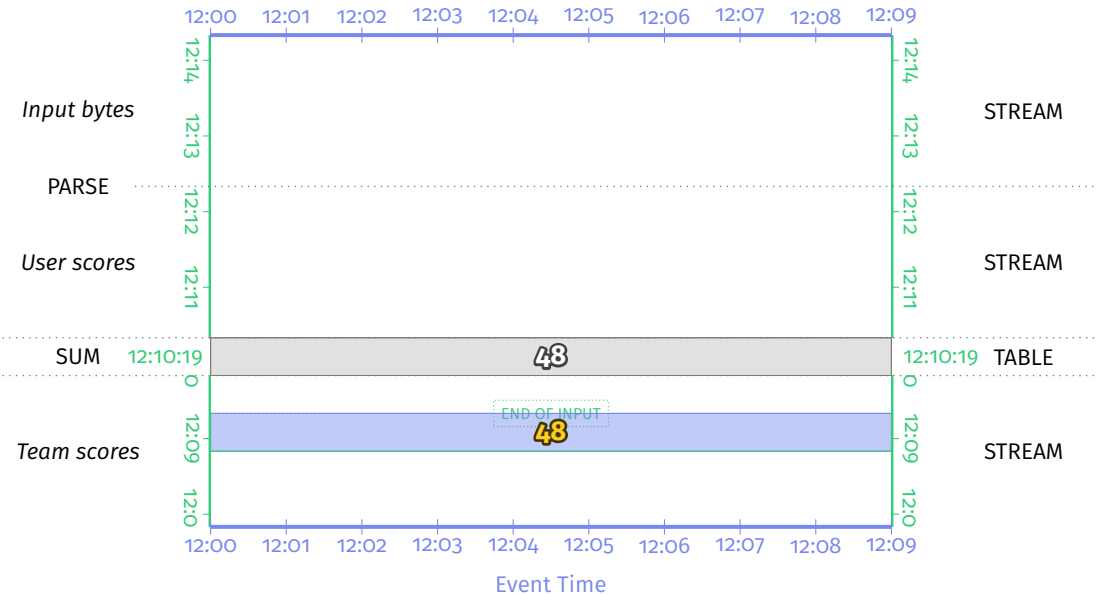 12:00 12:01 12:02 12:03 12:04 12:05 12:06 12:07 12:08 12:09
12:14 12:14
Input bytes STREAM
12:13 12:13
PARSE
12:12 12:12
User scores STREAM
12:11 12:11
SUM 12:10:19 48 12:10:19 TABLE
0 0
END OF INPUT
48
12:09 12:09
Team scores STREAM
12:0 12:0
12:00 12:01 12:02 12:03 12:04 12:05 12:06 12:07 12:08 12:09
Event Time